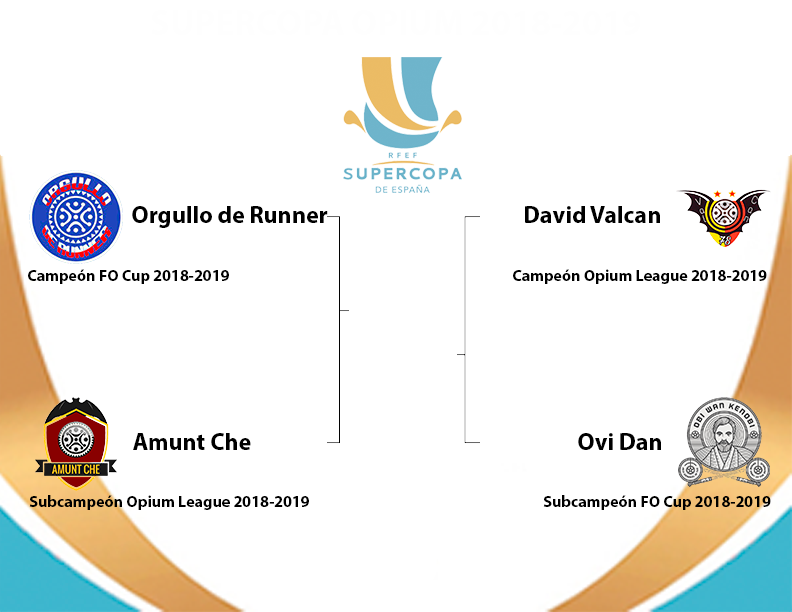 SUPERCOPA OPIUM 2018-2019
RFEF
SUPERCOPA
DE ESPAÑA
ORGULLO
DE RUNNER
Orgullo de Runner
Campeón FO Cup 2018-2019
David Valcan
Campeón Opium League 2018-2019
AMUNT CHE
Amunt Che
Subcampeón Opium League 2018-2019
Ovi Dan
OBI WAN KENOBI
Subcampeón FO Cup 2018-2019